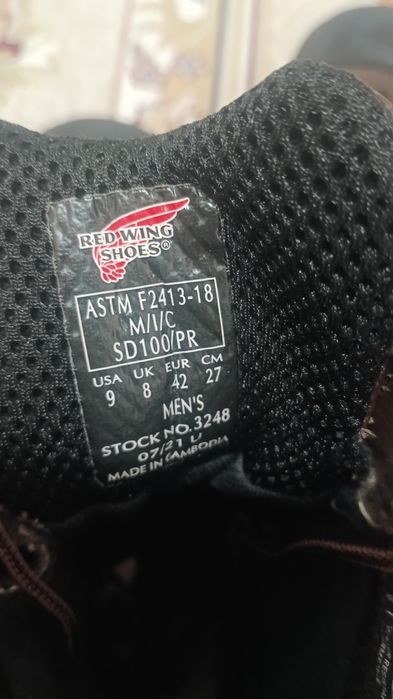 RED WING
SHOES®
ASTM F2413-18
M/I/C
SD100/PR
USA UK EUR CM
9 8 42 27
MEN'S
STOCK NO. 3248
07/21 U
MADE IN CAMBODIA